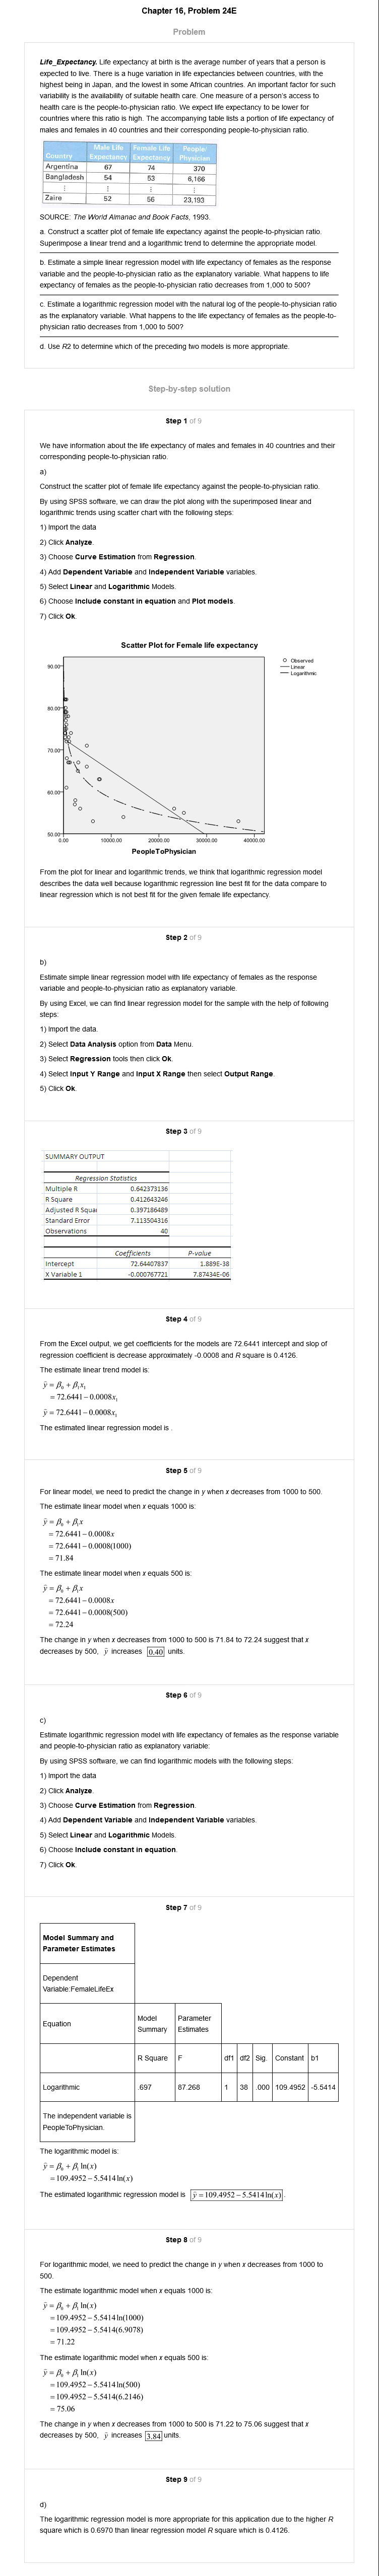 Chapter 16, Problem 24E
Problem
Life_Expectancy. Life expectancy at birth is the average number of years that a person is
expected to live. There is a huge variation in life expectancies between countries, with the
highest being in Japan, and the lowest in some African countries. An important factor for such
variability is the availability of suitable health care. One measure of a person's access to
health care is the people-to-physician ratio. We expect life expectancy to be lower for
countries where this ratio is high. The accompanying table lists a portion of life expectancy of
males and females in 40 countries and their corresponding people-to-physician ratio.
Country Male Life Expectancy Female Life Expectancy People/Physician
Argentina 67 74 370
Bangladesh 54 53 6,166
⋮ ⋮ ⋮ ⋮
Zaire 52 56 23,193
SOURCE: The World Almanac and Book Facts, 1993.
a. Construct a scatter plot of female life expectancy against the people-to-physician ratio.
Superimpose a linear trend and a logarithmic trend to determine the appropriate model.
b. Estimate a simple linear regression model with life expectancy of females as the response
variable and the people-to-physician ratio as the explanatory variable. What happens to life
expectancy of females as the people-to-physician ratio decreases from 1,000 to 500?
c. Estimate a logarithmic regression model with the natural log of the people-to-physician ratio
as the explanatory variable. What happens to the life expectancy of females as the people-to-
physician ratio decreases from 1,000 to 500?
d. Use R2 to determine which of the preceding two models is more appropriate.
Step-by-step solution
Step 1 of 9
We have information about the life expectancy of males and females in 40 countries and their
corresponding people-to-physician ratio.
a)
Construct the scatter plot of female life expectancy against the people-to-physician ratio.
By using SPSS software, we can draw the plot along with the superimposed linear and
logarithmic trends using scatter chart with the following steps:
1) Import the data
2) Click Analyze.
3) Choose Curve Estimation from Regression.
4) Add Dependent Variable and Independent Variable variables.
5) Select Linear and Logarithmic Models.
6) Choose Include constant in equation and Plot models.
7) Click Ok.
Scatter Plot for Female life expectancy
Observed
Linear
Logarithmic
90.00
80.00
70.00
60.00
50.00
0.00 10000.00 20000.00 30000.00 40000.00
PeopleToPhysician
From the plot for linear and logarithmic trends, we think that logarithmic regression model
describes the data well because logarithmic regression line best fit for the data compare to
linear regression which is not best fit for the given female life expectancy.
Step 2 of 9
b)
Estimate simple linear regression model with life expectancy of females as the response
variable and people-to-physician ratio as explanatory variable.
By using Excel, we can find linear regression model for the sample with the help of following
steps:
1) Import the data.
2) Select Data Analysis option from Data Menu.
3) Select Regression tools then click Ok.
4) Select Input Y Range and Input X Range then select Output Range.
5) Click Ok.
Step 3 of 9
SUMMARY OUTPUT
Regression Statistics
Multiple R 0.642373136
R Square 0.412643246
Adjusted R Squa 0.397186489
Standard Error 7.113504316
Observations 40
Coefficients P-value
Intercept 72.64407837 1.889E-38
X Variable 1 -0.000767721 7.87434E-06
Step 4 of 9
From the Excel output, we get coefficients for the models are 72.6441 intercept and slop of
regression coefficient is decrease approximately -0.0008 and R square is 0.4126.
The estimate linear trend model is:
ŷ = β₀ + β₁x₁
= 72.6441 − 0.0008x₁
ŷ = 72.6441 − 0.0008x₁
The estimated linear regression model is .
Step 5 of 9
For linear model, we need to predict the change in y when x decreases from 1000 to 500.
The estimate linear model when x equals 1000 is:
ŷ = β₀ + β₁x
= 72.6441 − 0.0008x
= 72.6441 − 0.0008(1000)
= 71.84
The estimate linear model when x equals 500 is:
ŷ = β₀ + β₁x
= 72.6441 − 0.0008x
= 72.6441 − 0.0008(500)
= 72.24
The change in y when x decreases from 1000 to 500 is 71.84 to 72.24 suggest that x
decreases by 500, ŷ increases 0.40 units.
Step 6 of 9
c)
Estimate logarithmic regression model with life expectancy of females as the response variable
and people-to-physician ratio as explanatory variable:
By using SPSS software, we can find logarithmic models with the following steps:
1) Import the data
2) Click Analyze.
3) Choose Curve Estimation from Regression.
4) Add Dependent Variable and Independent Variable variables.
5) Select Linear and Logarithmic Models.
6) Choose Include constant in equation.
7) Click Ok.
Step 7 of 9
Model Summary and
Parameter Estimates
Dependent
Variable:FemaleLifeEx
Equation Model Summary Parameter Estimates
R Square F df1 df2 Sig. Constant b1
Logarithmic .697 87.268 1 38 .000 109.4952 -5.5414
The independent variable is
PeopleToPhysician.
The logarithmic model is:
ŷ = β₀ + β₁ ln(x)
= 109.4952 − 5.5414 ln(x)
The estimated logarithmic regression model is ŷ = 109.4952 − 5.5414 ln(x).
Step 8 of 9
For logarithmic model, we need to predict the change in y when x decreases from 1000 to
500.
The estimate logarithmic model when x equals 1000 is:
ŷ = β₀ + β₁ ln(x)
= 109.4952 − 5.5414 ln(1000)
= 109.4952 − 5.5414(6.9078)
= 71.22
The estimate logarithmic model when x equals 500 is:
ŷ = β₀ + β₁ ln(x)
= 109.4952 − 5.5414 ln(500)
= 109.4952 − 5.5414(6.2146)
= 75.06
The change in y when x decreases from 1000 to 500 is 71.22 to 75.06 suggest that x
decreases by 500, ŷ increases 3.84 units.
Step 9 of 9
d)
The logarithmic regression model is more appropriate for this application due to the higher R
square which is 0.6970 than linear regression model R square which is 0.4126.